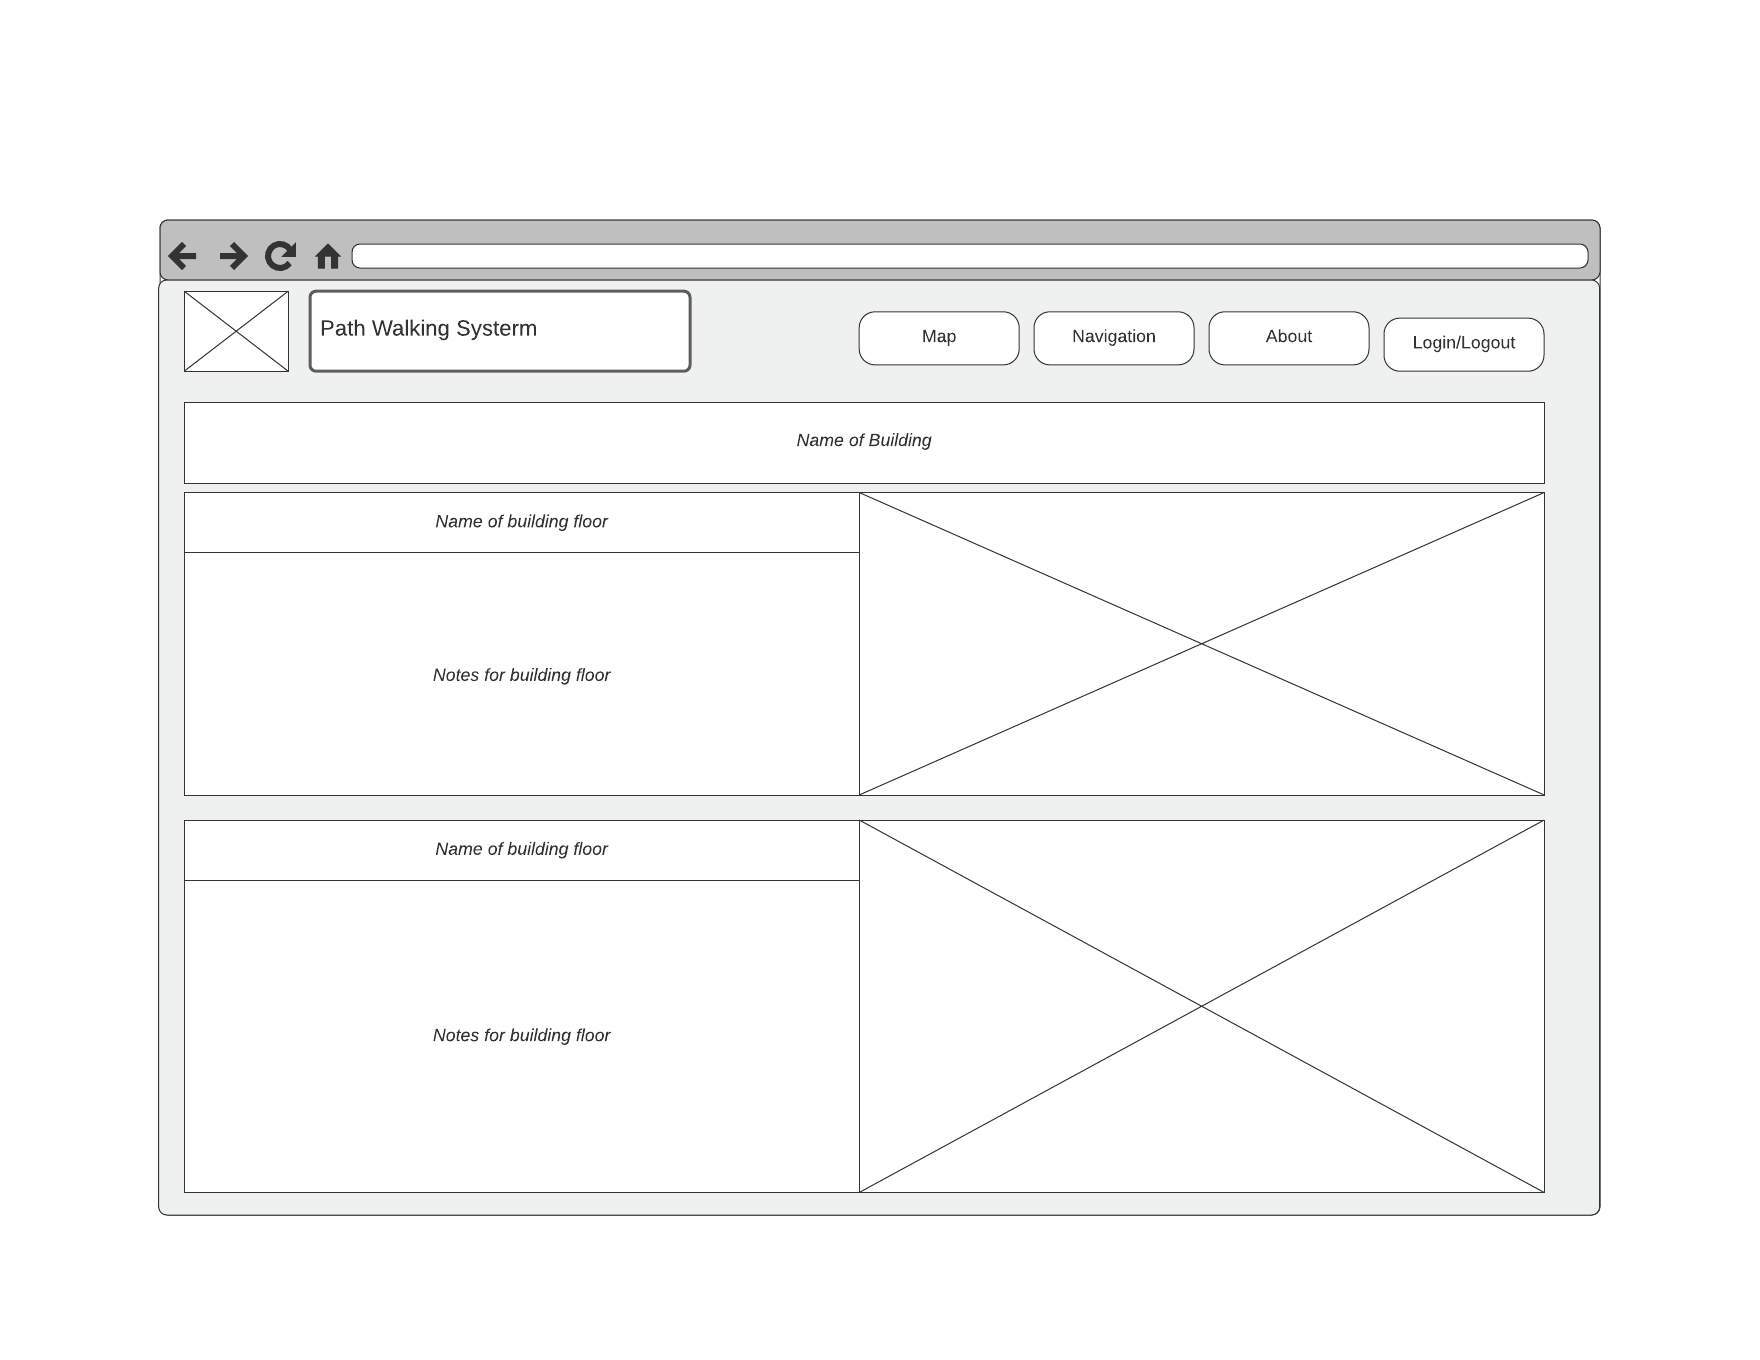 Path Walking Systerm
Map
Navigation
About
Login/Logout
Name of Building
Name of building floor
Notes for building floor
Name of building floor
Notes for building floor